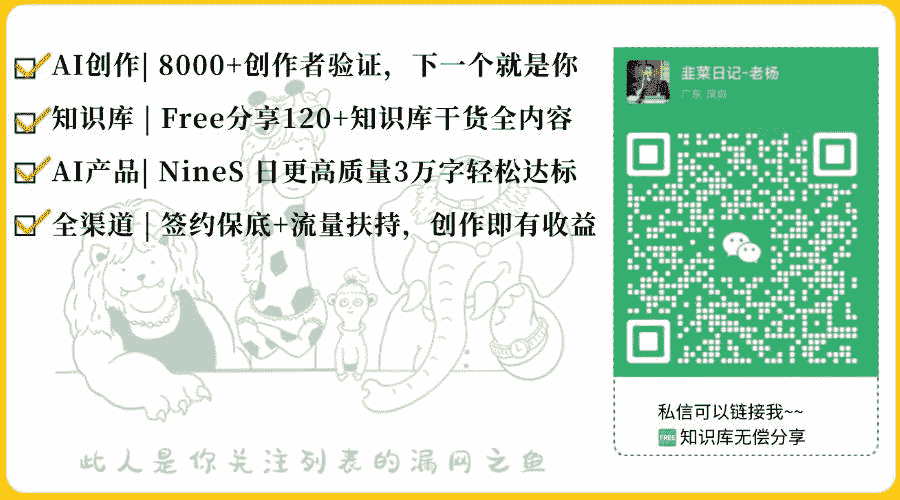 AI创作| 8000+创作者验证，下一个就是你
知识库 | Free分享120+知识库干货全内容
AI产品| NineS 日更高质量3万字轻松达标
全渠道 | 签约保底+流量扶持，创作即有收益
此人是你关注列表的漏网之鱼
韭菜日记-老杨
广东 深圳
私信可以链接我~~
FREE 知识库无偿分享